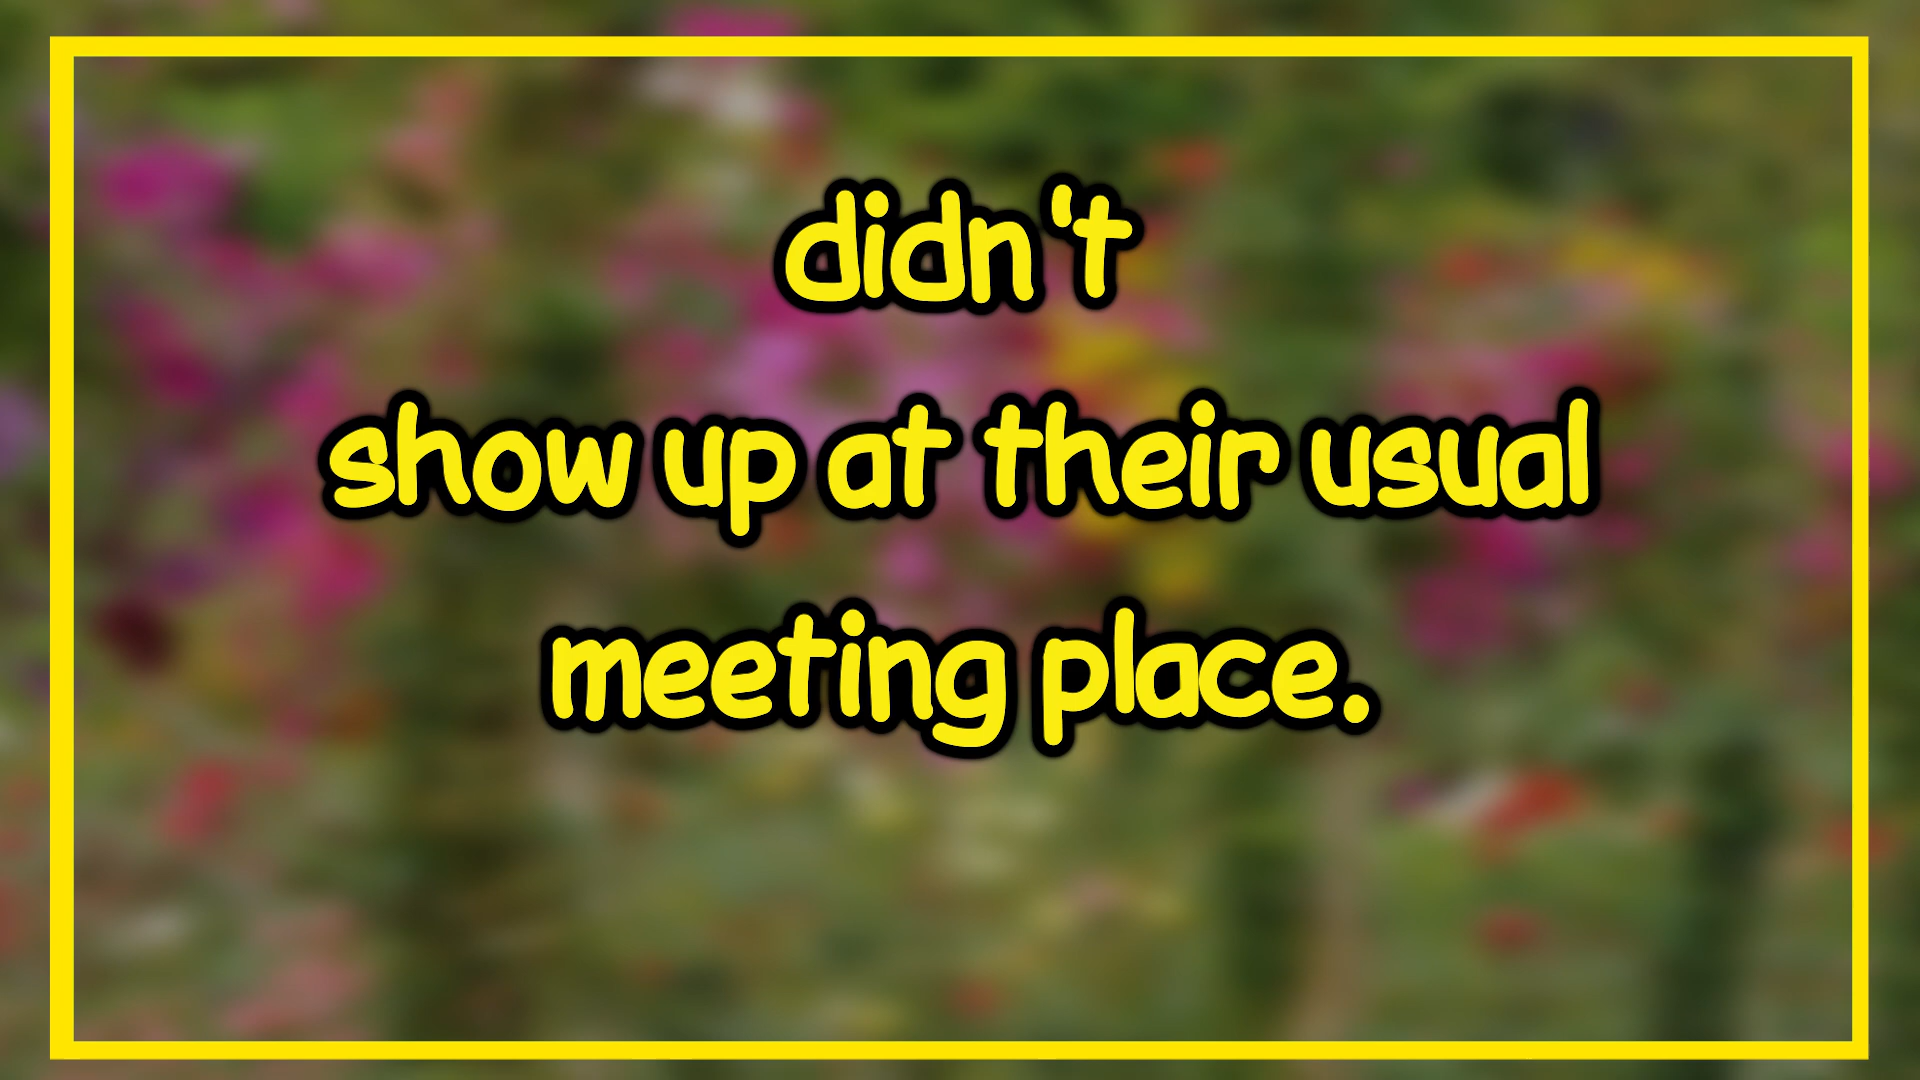 didn't
show up at their usual
meeting place.